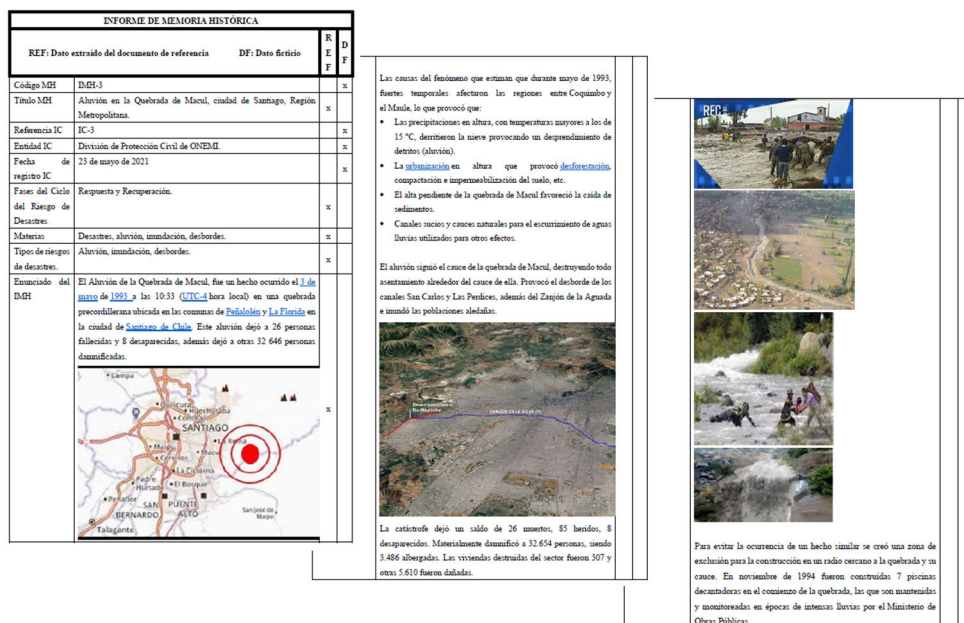 INFORME DE MEMORIA HISTÓRICA
REF: Dato extraído del documento de referencia DF: Dato ficticio
R
E
F
D
F
Código MH IMH-3 x
Título MH Aluvión en la Quebrada de Macul, ciudad de Santiago, Región
Metropolitana. x
Referencia IC IC-3 x
Entidad IC División de Protección Civil de ONEMI. x
Fecha de 23 de mayo de 2021
registro IC x
Fases del Ciclo Respuesta y Recuperación.
del Riesgo de x
Desastres
Materias Desastres, aluvión, inundación, desbordes. x
Tipos de riesgos Aluvión, inundación, desbordes.
de desastres. x
Enunciado del El Aluvión de la Quebrada de Macul, fue un hecho ocurrido el 3 de
IMH mayo de 1993 a las 10:33 (UTC-4 hora local) en una quebrada
precordillerana ubicada en las comunas de Peñalolén y La Florida en
la ciudad de Santiago de Chile. Este aluvión dejó a 26 personas
fallecidas y 8 desaparecidas, además dejó a otras 32 646 personas
damnificadas.
x
Lampa
Quilicura
Huechuraba
Conchalí
SANTIAGO
La Reina
Maipú
Macul
Cerrillos
La Cisterna
Padre
Hurtado
El Bosque
Peñaflor
SAN
BERNARDO
PUENTE
ALTO
San José de
Maipo
Talagante
Las causas del fenómeno que estiman que durante mayo de 1993,
fuertes temporales afectaron las regiones entre Coquimbo y
el Maule, lo que provocó que:
• Las precipitaciones en altura, con temperaturas mayores a los de
15 °C, derritieron la nieve provocando un desprendimiento de
detritos (aluvión).
• La urbanización en altura que provocó desforestación,
compactación e impermeabilización del suelo, etc.
• El alta pendiente de la quebrada de Macul favoreció la caída de
sedimentos.
• Canales sucios y cauces naturales para el escurrimiento de aguas
lluvias utilizados para otros efectos.
El aluvión siguió el cauce de la quebrada de Macul, destruyendo todo
asentamiento alrededor del cauce de ella. Provocó el desborde de los
canales San Carlos y Las Perdices, además del Zanjón de la Aguada
e inundó las poblaciones aledañas.
Desembocadura a
Río Mapocho
ZANJÓN DE LA AGUADA
La catástrofe dejó un saldo de 26 muertos, 85 heridos, 8
desaparecidos. Materialmente damnificó a 32.654 personas, siendo
3.486 albergadas. Las viviendas destruidas del sector fueron 307 y
otras 5.610 fueron dañadas.
REC
Para evitar la ocurrencia de un hecho similar se creó una zona de
exclusión para la construcción en un radio cercano a la quebrada y su
cauce. En noviembre de 1994 fueron construidas 7 piscinas
decantadoras en el comienzo de la quebrada, las que son mantenidas
y monitoreadas en épocas de intensas lluvias por el Ministerio de
Obras Públicas.